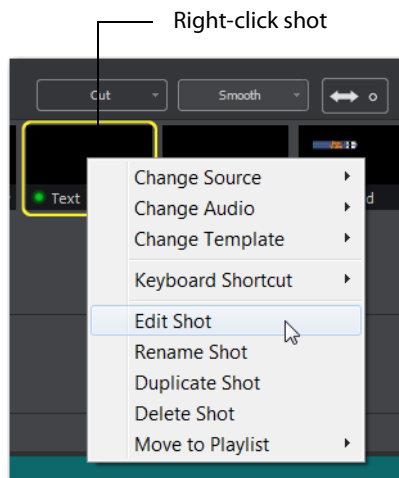 Right-click shot
Cut
Smooth
Text
d
Change Source
Change Audio
Change Template
Keyboard Shortcut
Edit Shot
Rename Shot
Duplicate Shot
Delete Shot
Move to Playlist